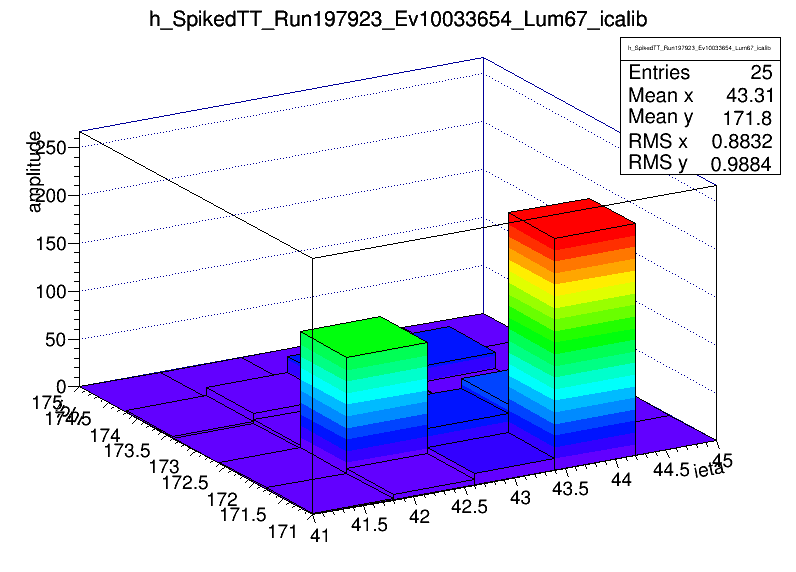 h_SpikedTT_Run197923_Ev10033654_Lum67_icalib
h_SpikedTT_Run197923_Ev10033654_Lum67_icalib
Entries 25
Mean x 43.31
Mean y 171.8
RMS x 0.8832
RMS y 0.9884
amplitude
250
200
150
100
50
0
175
174.5
174
173.5
173
172.5
172
171.5
171
41
41.5
42
42.5
43
43.5
44
44.5
45
ieta